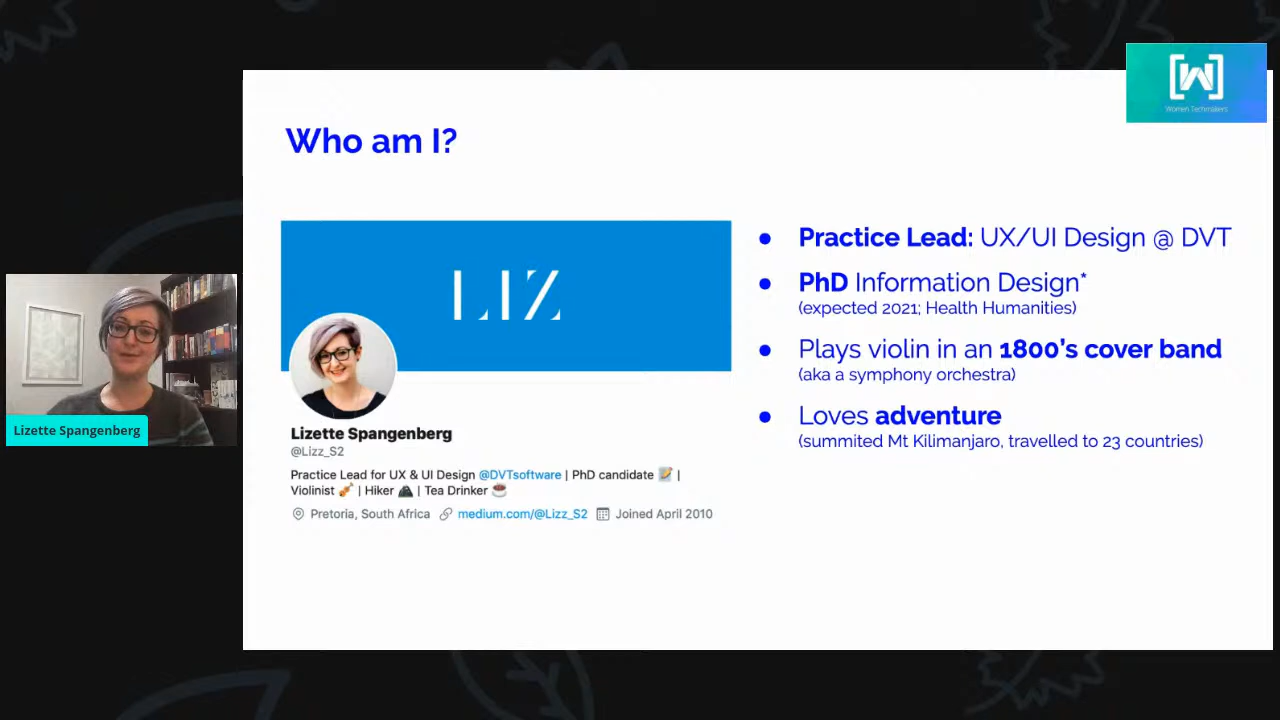 [W]
Women Techmakers
Who am I?
LIZ
Lizette Spangenberg
Lizette Spangenberg
@Lizz_S2
Practice Lead for UX & UI Design @DVTsoftware | PhD candidate 📝 |
Violinist 🎻 | Hiker | Tea Drinker ☕
Pretoria, South Africa medium.com/@Lizz_S2 Joined April 2010
● Practice Lead: UX/UI Design @ DVT
● PhD Information Design*
(expected 2021; Health Humanities)
● Plays violin in an 1800's cover band
(aka a symphony orchestra)
● Loves adventure
(summited Mt Kilimanjaro, travelled to 23 countries)